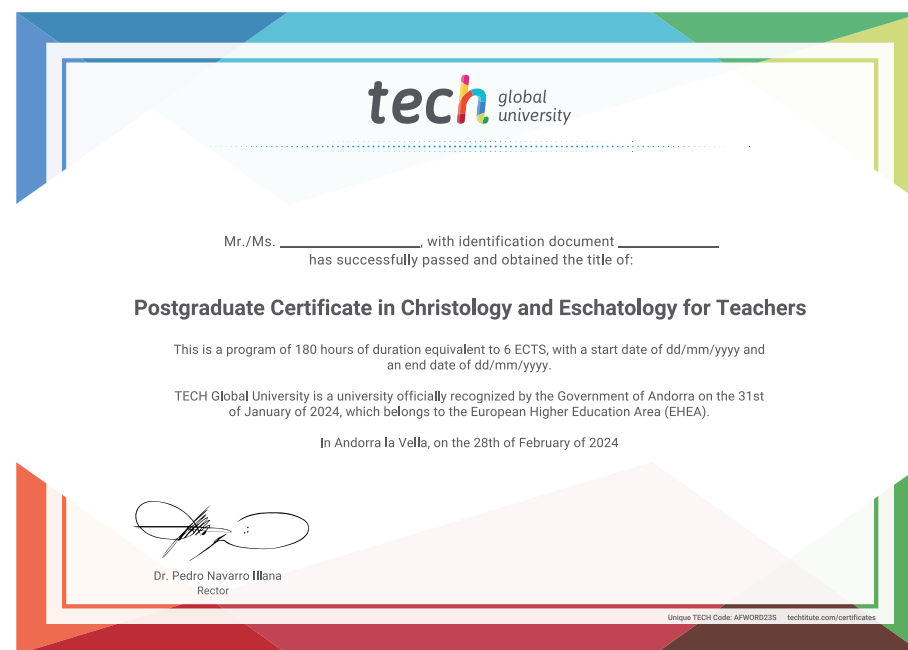 tech global
university
Mr./Ms. ____________, with identification document ____________
has successfully passed and obtained the title of:
Postgraduate Certificate in Christology and Eschatology for Teachers
This is a program of 180 hours of duration equivalent to 6 ECTS, with a start date of dd/mm/yyyy and
an end date of dd/mm/yyyy.
TECH Global University is a university officially recognized by the Government of Andorra on the 31st
of January of 2024, which belongs to the European Higher Education Area (EHEA).
In Andorra la Vella, on the 28th of February of 2024
Dr. Pedro Navarro Illana
Rector
Unique TECH Code: AFWORD23S techtitute.com/certificates